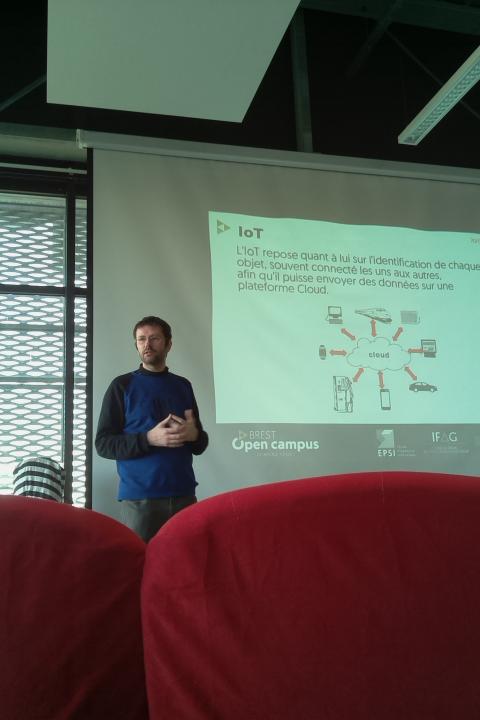 IoT
L'IoT repose quant à lui sur l'identification de chaque
objet, souvent connecté les uns aux autres,
afin qu'il puisse envoyer des données sur une
plateforme Cloud.
cloud
BREST
Open campus
EPSI
IFAG